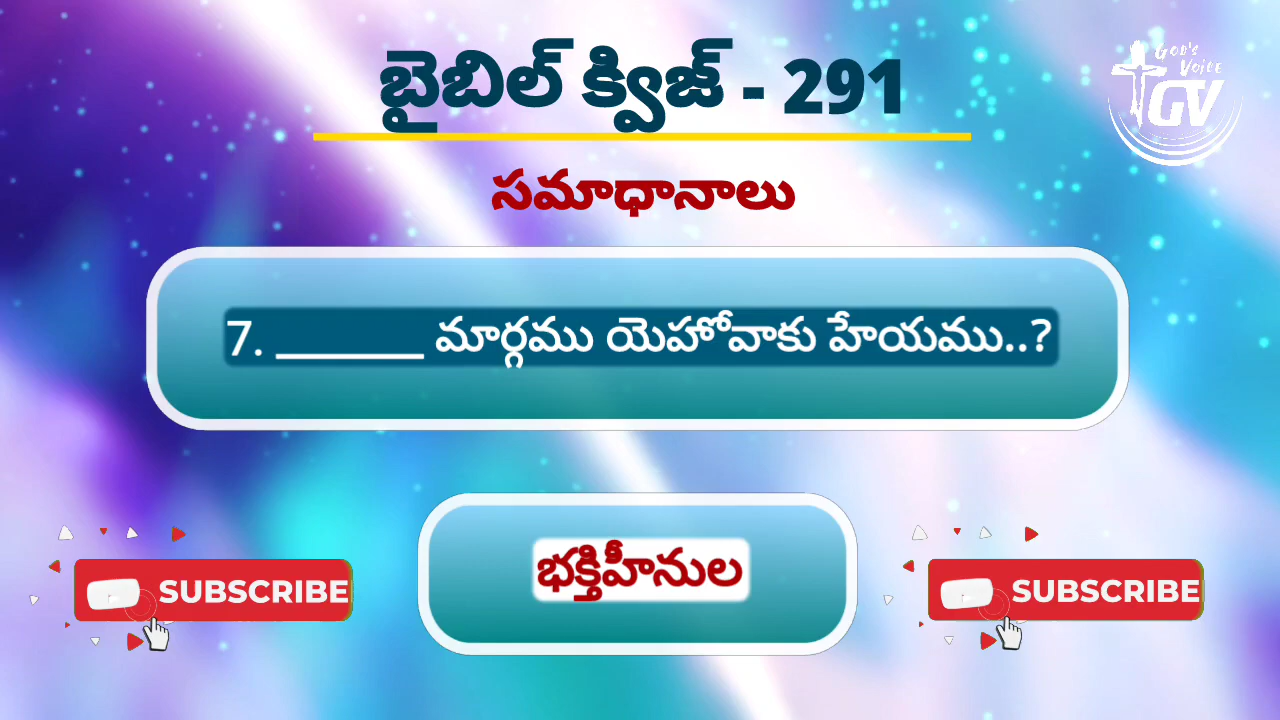 బైబిల్ క్విజ్ - 291
God's
Voice
GV
సమాధానాలు
7. _______ మార్గము యెహోవాకు హేయము..?
భక్తిహీనుల
SUBSCRIBE
SUBSCRIBE